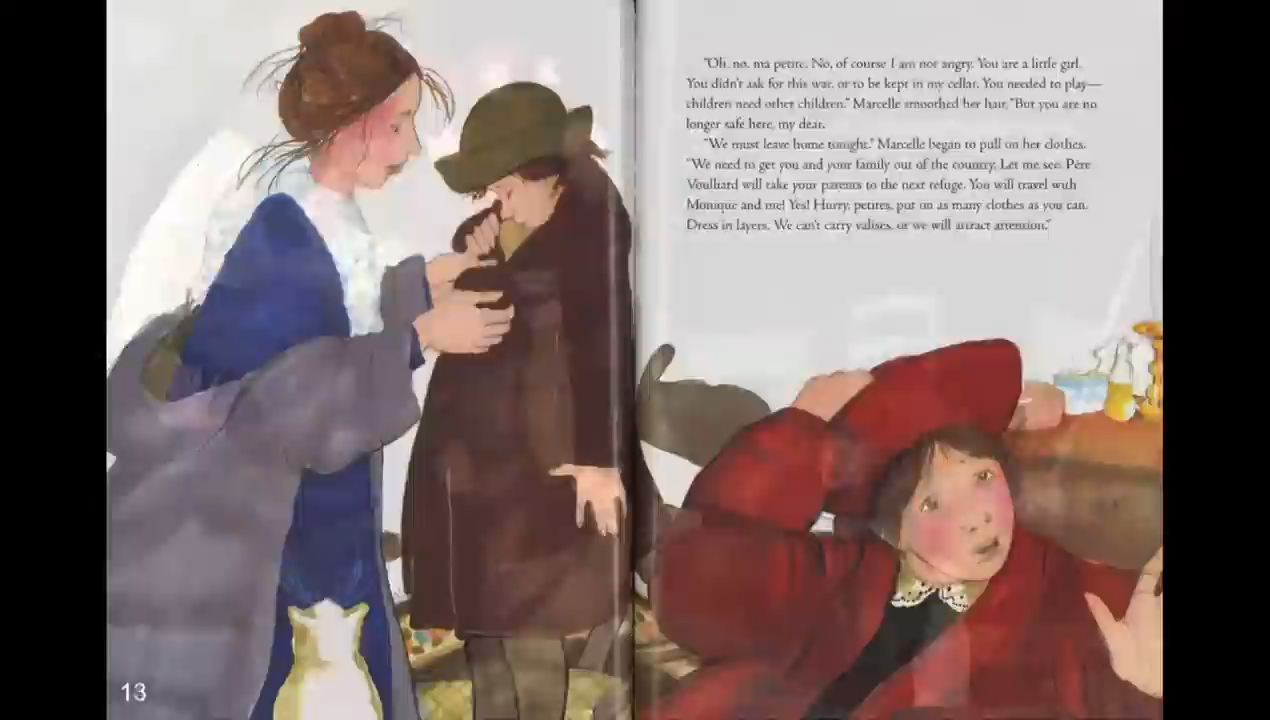 "Oh, no, ma petite. No, of course I am not angry. You are a little girl.
You didn't ask for this war, or to be kept in my cellar. You needed to play—
children need other children." Marcelle smoothed her hair. "But you are no
longer safe here, my dear.
"We must leave home tonight." Marcelle began to pull on her clothes.
"We need to get you and your family out of the country. Let me see. Père
Voulliard will take your parents to the next refuge. You will travel with
Monique and me! Yes! Hurry, petites, put on as many clothes as you can.
Dress in layers. We can't carry valises, or we will attract attention."
13